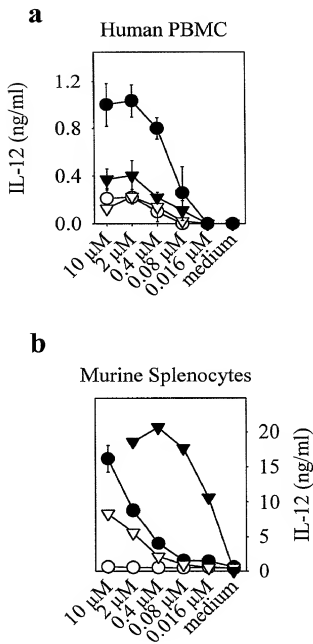 a
Human PBMC
IL-12 (ng/ml)
1.2
0.8
0.4
0.0
10 µM
2 µM
0.4 µM
0.08 µM
0.016 µM
medium
b
Murine Splenocytes
20
15
10
5
0
IL-12 (ng/ml)
10 µM
2 µM
0.4 µM
0.08 µM
0.016 µM
medium